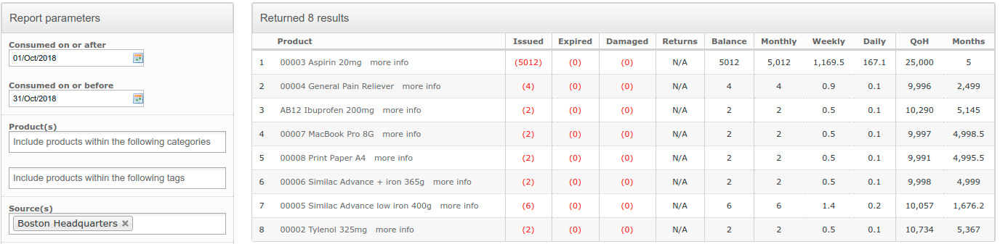 Report parameters
Consumed on or after
01/Oct/2018
Consumed on or before
31/Oct/2018
Product(s)
Include products within the following categories
Include products within the following tags
Source(s)
Boston Headquarters ×
Returned 8 results
Product Issued Expired Damaged Returns Balance Monthly Weekly Daily QoH Months
1 00003 Aspirin 20mg more info (5012) (0) (0) N/A 5012 5,012 1,169.5 167.1 25,000 5
2 00004 General Pain Reliever more info (4) (0) (0) N/A 4 4 0.9 0.1 9,996 2,499
3 AB12 Ibuprofen 200mg more info (2) (0) (0) N/A 2 2 0.5 0.1 10,290 5,145
4 00007 MacBook Pro 8G more info (2) (0) (0) N/A 2 2 0.5 0.1 9,997 4,998.5
5 00008 Print Paper A4 more info (2) (0) (0) N/A 2 2 0.5 0.1 9,991 4,995.5
6 00006 Similac Advance + iron 365g more info (2) (0) (0) N/A 2 2 0.5 0.1 9,998 4,999
7 00005 Similac Advance low iron 400g more info (6) (0) (0) N/A 6 6 1.4 0.2 10,057 1,676.2
8 00002 Tylenol 325mg more info (2) (0) (0) N/A 2 2 0.5 0.1 10,734 5,367